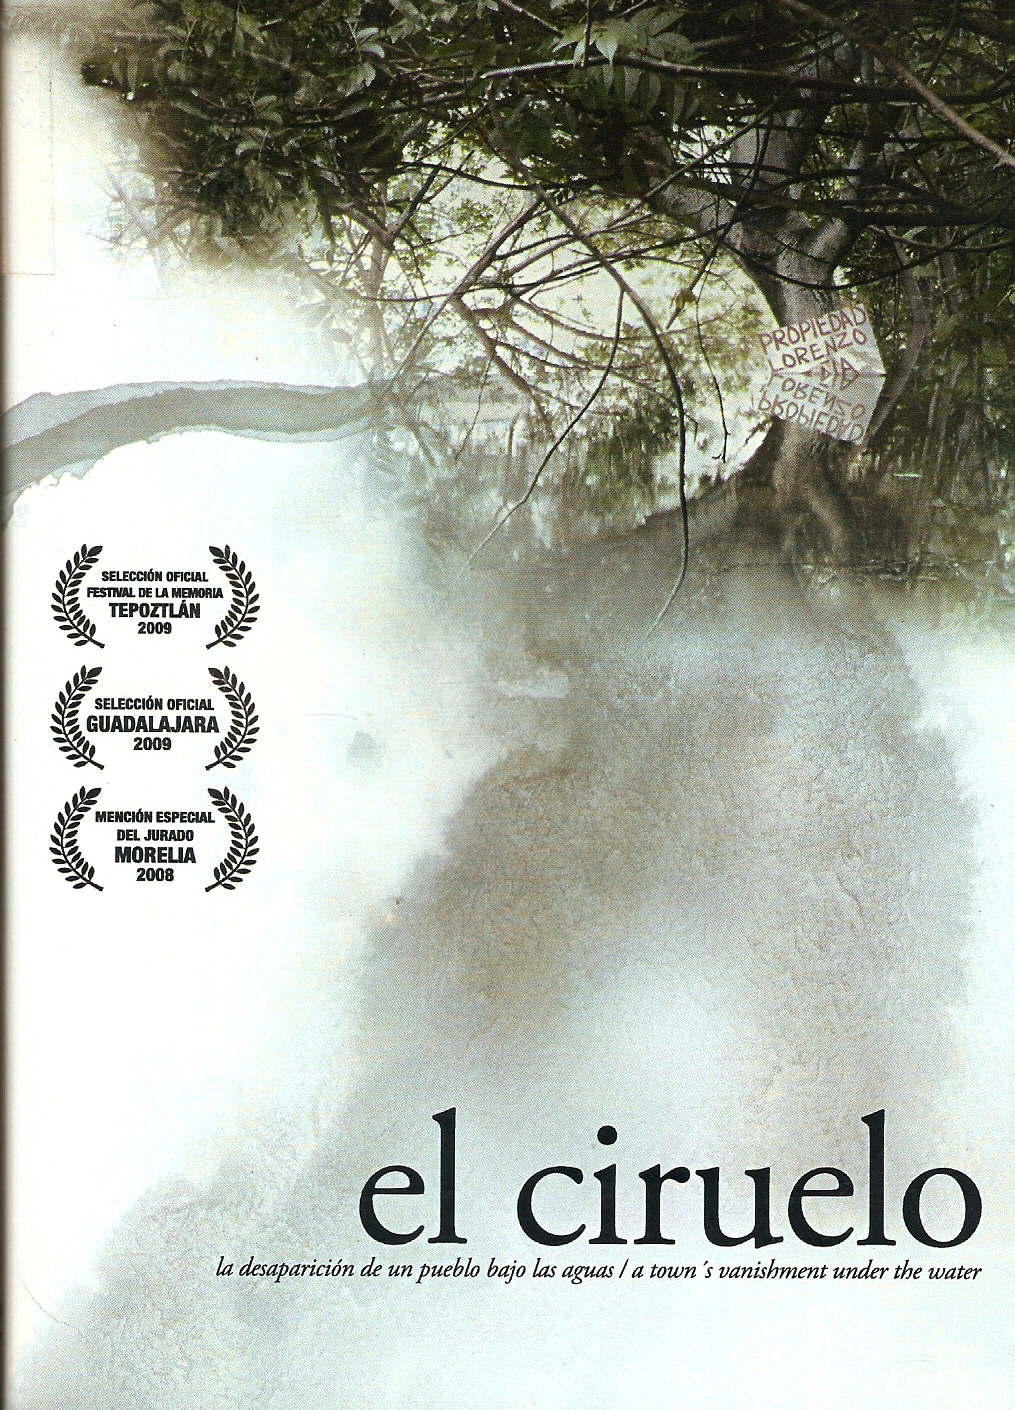 PROPIEDAD
LORENZO
SELECCIÓN OFICIAL
FESTIVAL DE LA MEMORIA
TEPOZTLÁN
2009
SELECCIÓN OFICIAL
GUADALAJARA
2009
MENCIÓN ESPECIAL
DEL JURADO
MORELIA
2008
el ciruelo
la desaparición de un pueblo bajo las aguas / a town´s vanishment under the water